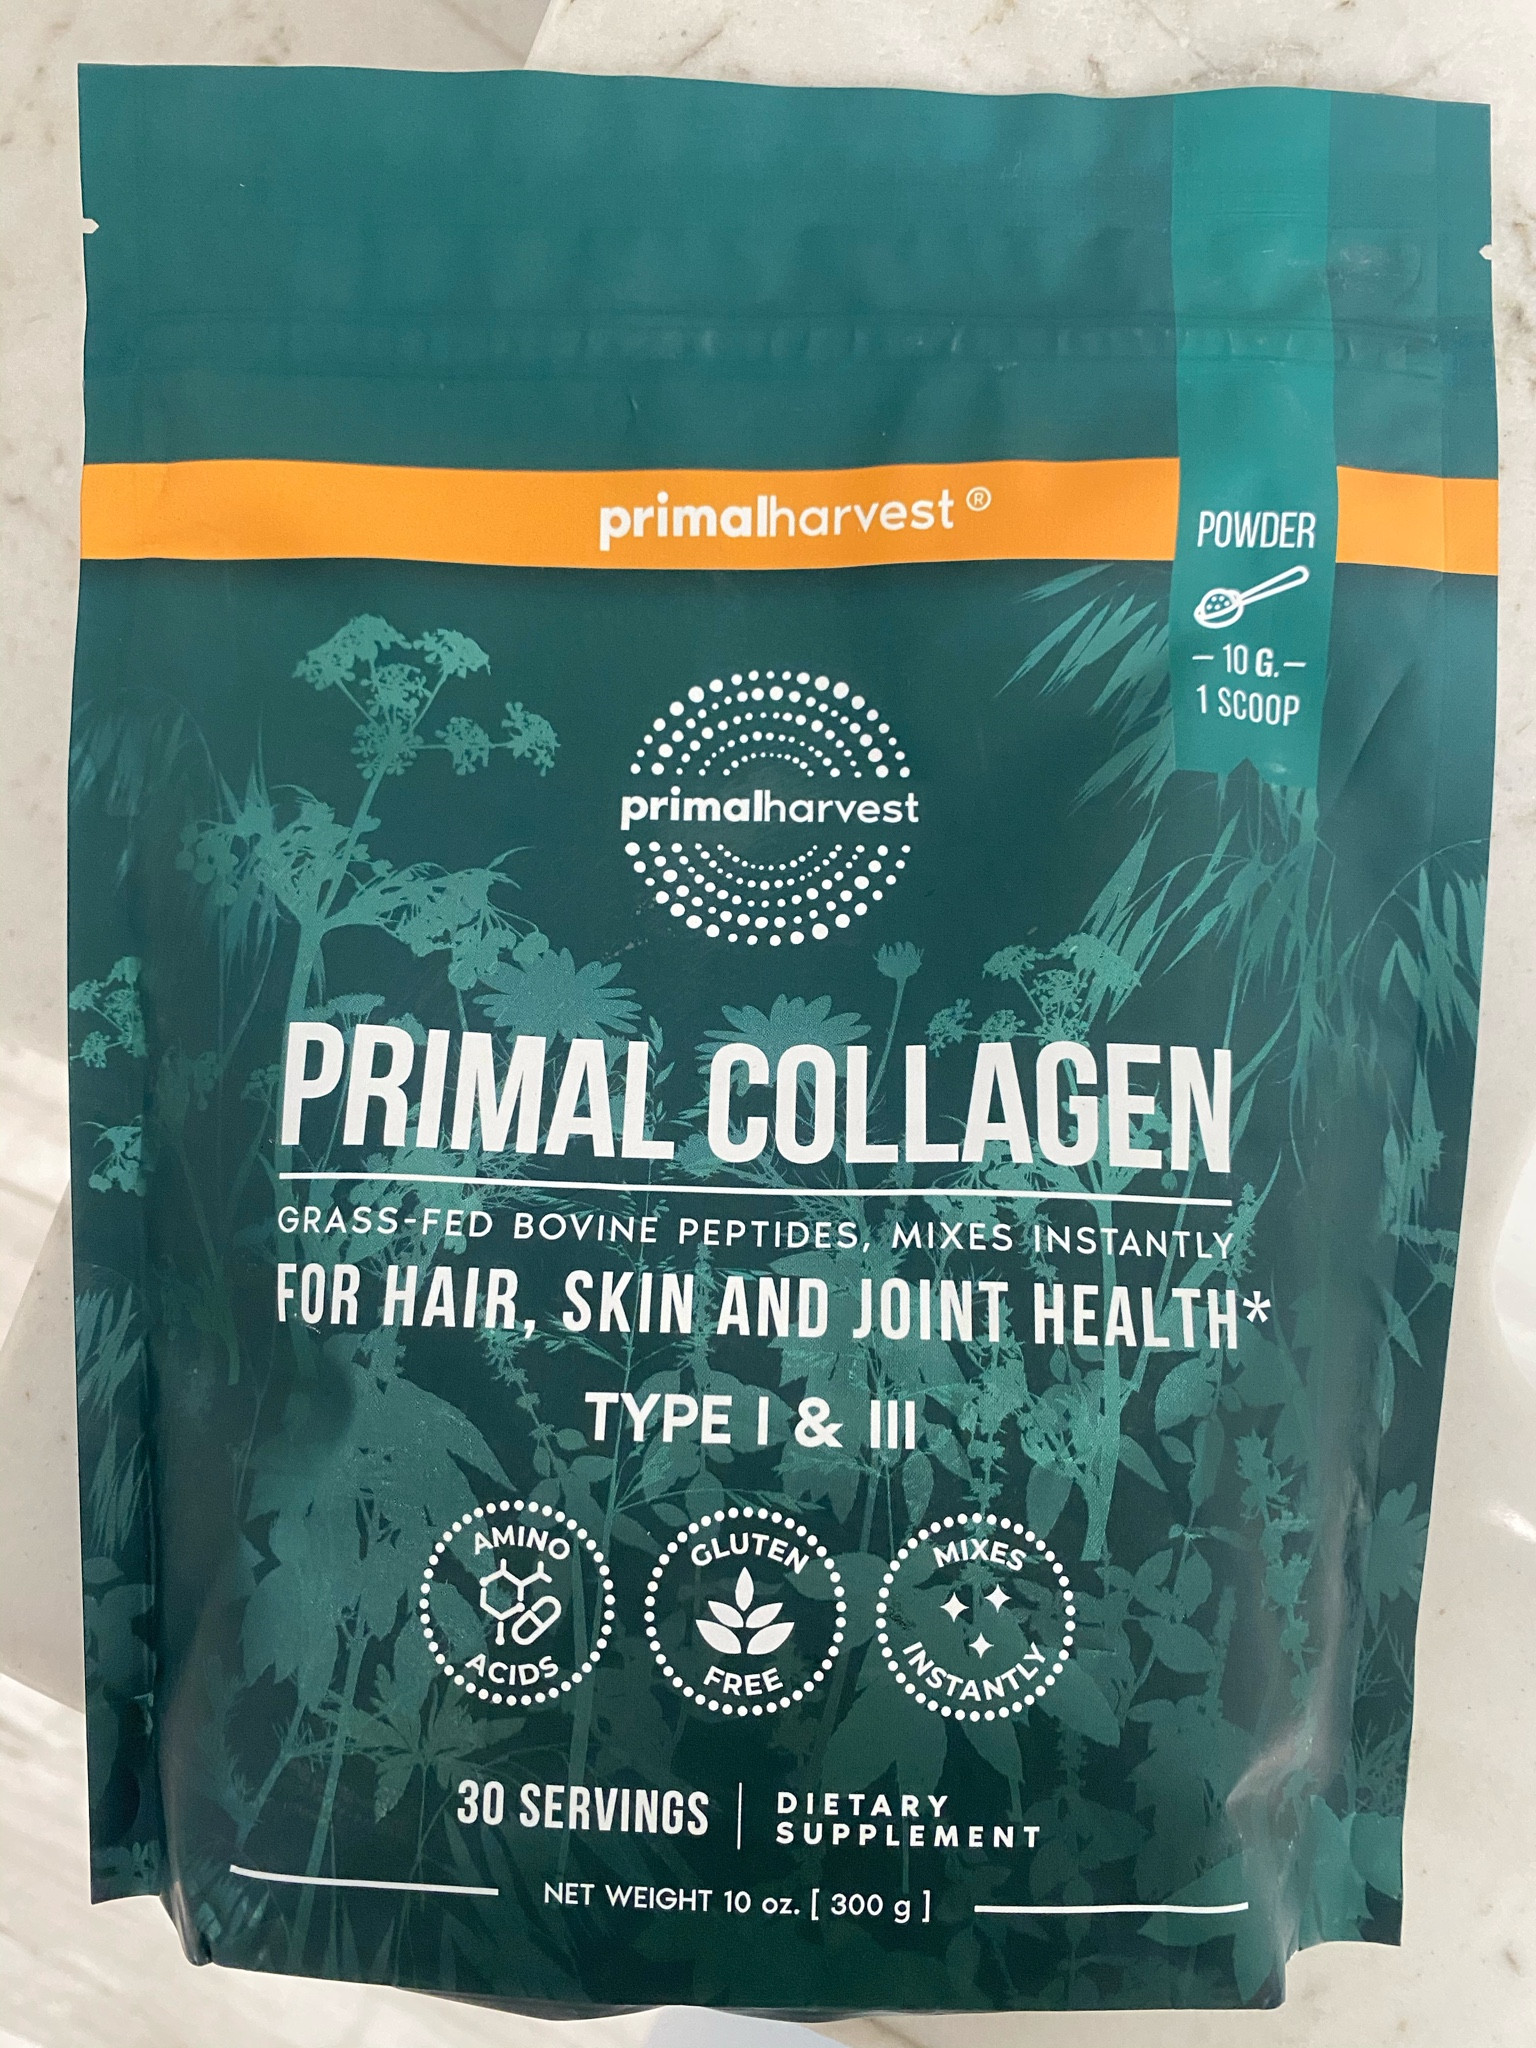 primalharvest®
POWDER
– 10 G. –
1 SCOOP
primalharvest
PRIMAL COLLAGEN
GRASS-FED BOVINE PEPTIDES, MIXES INSTANTLY
FOR HAIR, SKIN AND JOINT HEALTH*
TYPE I & III
AMINO
ACIDS
GLUTEN
FREE
MIXES
INSTANTLY
30 SERVINGS
DIETARY
SUPPLEMENT
NET WEIGHT 10 oz. [ 300 g ]